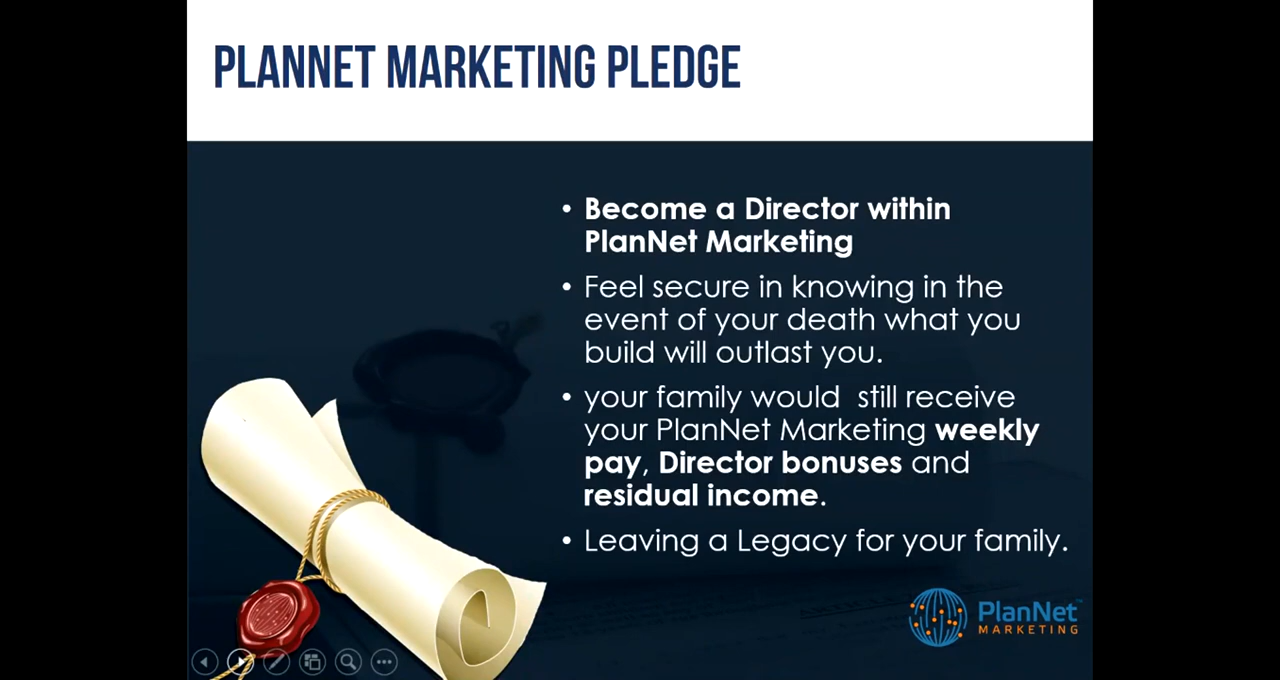 PLANNET MARKETING PLEDGE
• Become a Director within
PlanNet Marketing
• Feel secure in knowing in the
event of your death what you
build will outlast you.
• your family would still receive
your PlanNet Marketing weekly
pay, Director bonuses and
residual income.
• Leaving a Legacy for your family.
PlanNet™
MARKETING